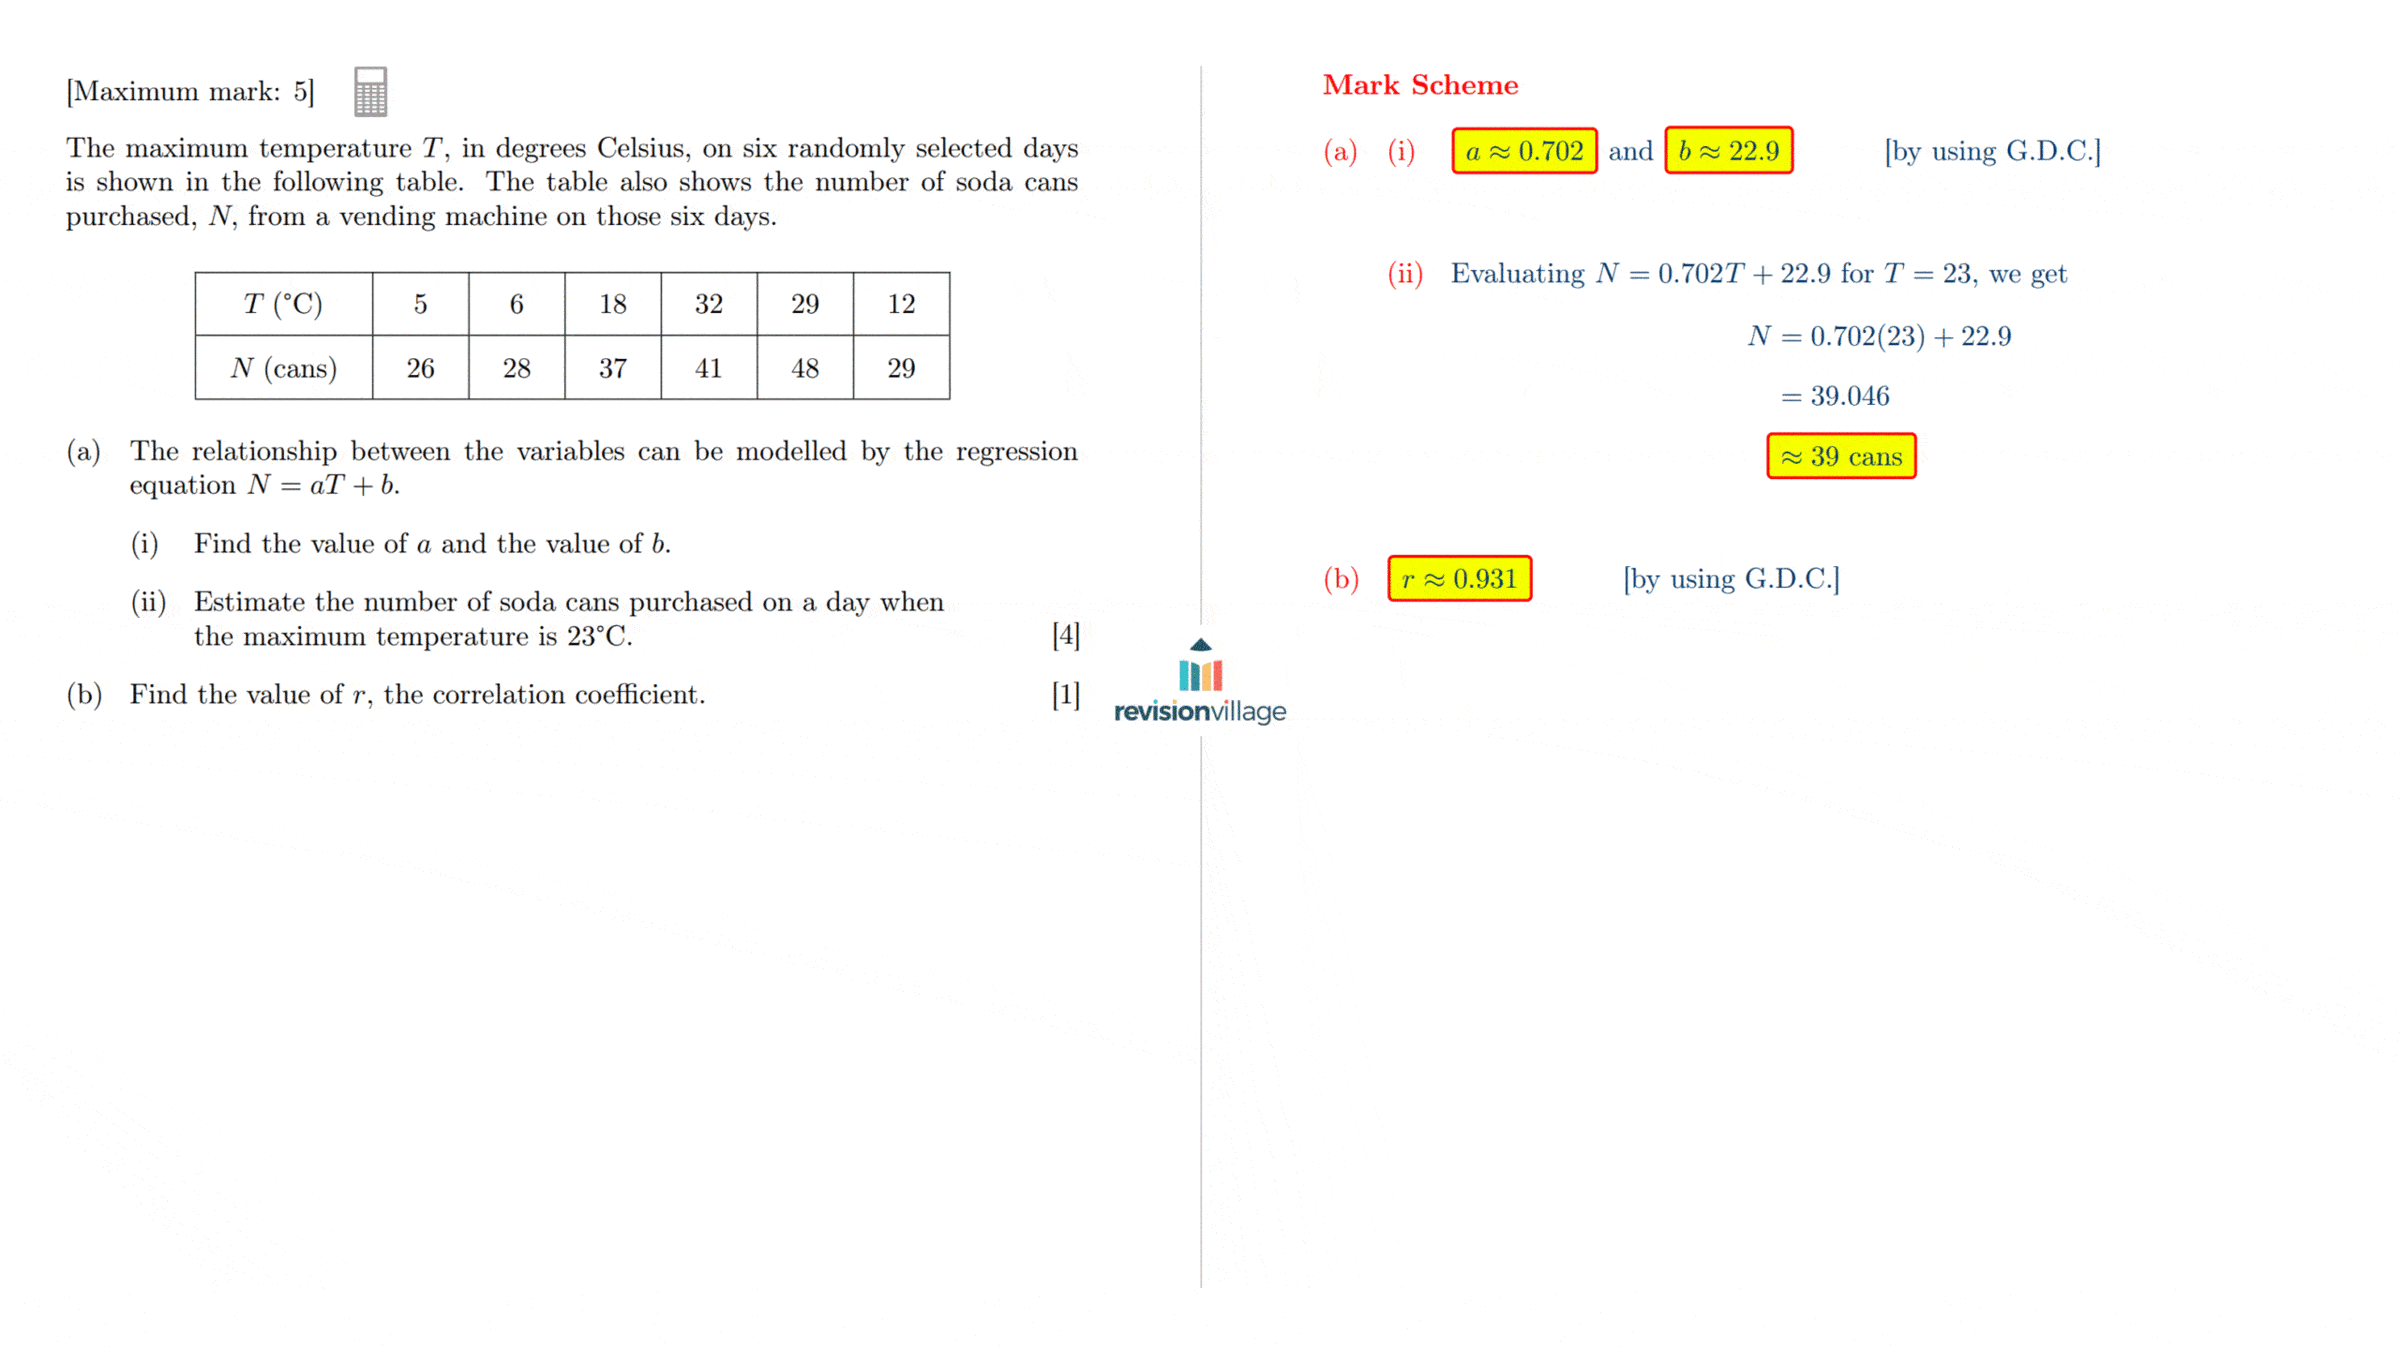 [Maximum mark: 5]
The maximum temperature T, in degrees Celsius, on six randomly selected days
is shown in the following table. The table also shows the number of soda cans
purchased, N, from a vending machine on those six days.
T (°C) 5 6 18 32 29 12
N (cans) 26 28 37 41 48 29
(a) The relationship between the variables can be modelled by the regression
equation N = aT + b.
(i) Find the value of a and the value of b.
(ii) Estimate the number of soda cans purchased on a day when
the maximum temperature is 23°C. [4]
(b) Find the value of r, the correlation coefficient. [1]
revisionvillage
Mark Scheme
(a) (i) a ≈ 0.702 and b ≈ 22.9 [by using G.D.C.]
(ii) Evaluating N = 0.702T + 22.9 for T = 23, we get
N = 0.702(23) + 22.9
= 39.046
≈ 39 cans
(b) r ≈ 0.931 [by using G.D.C.]